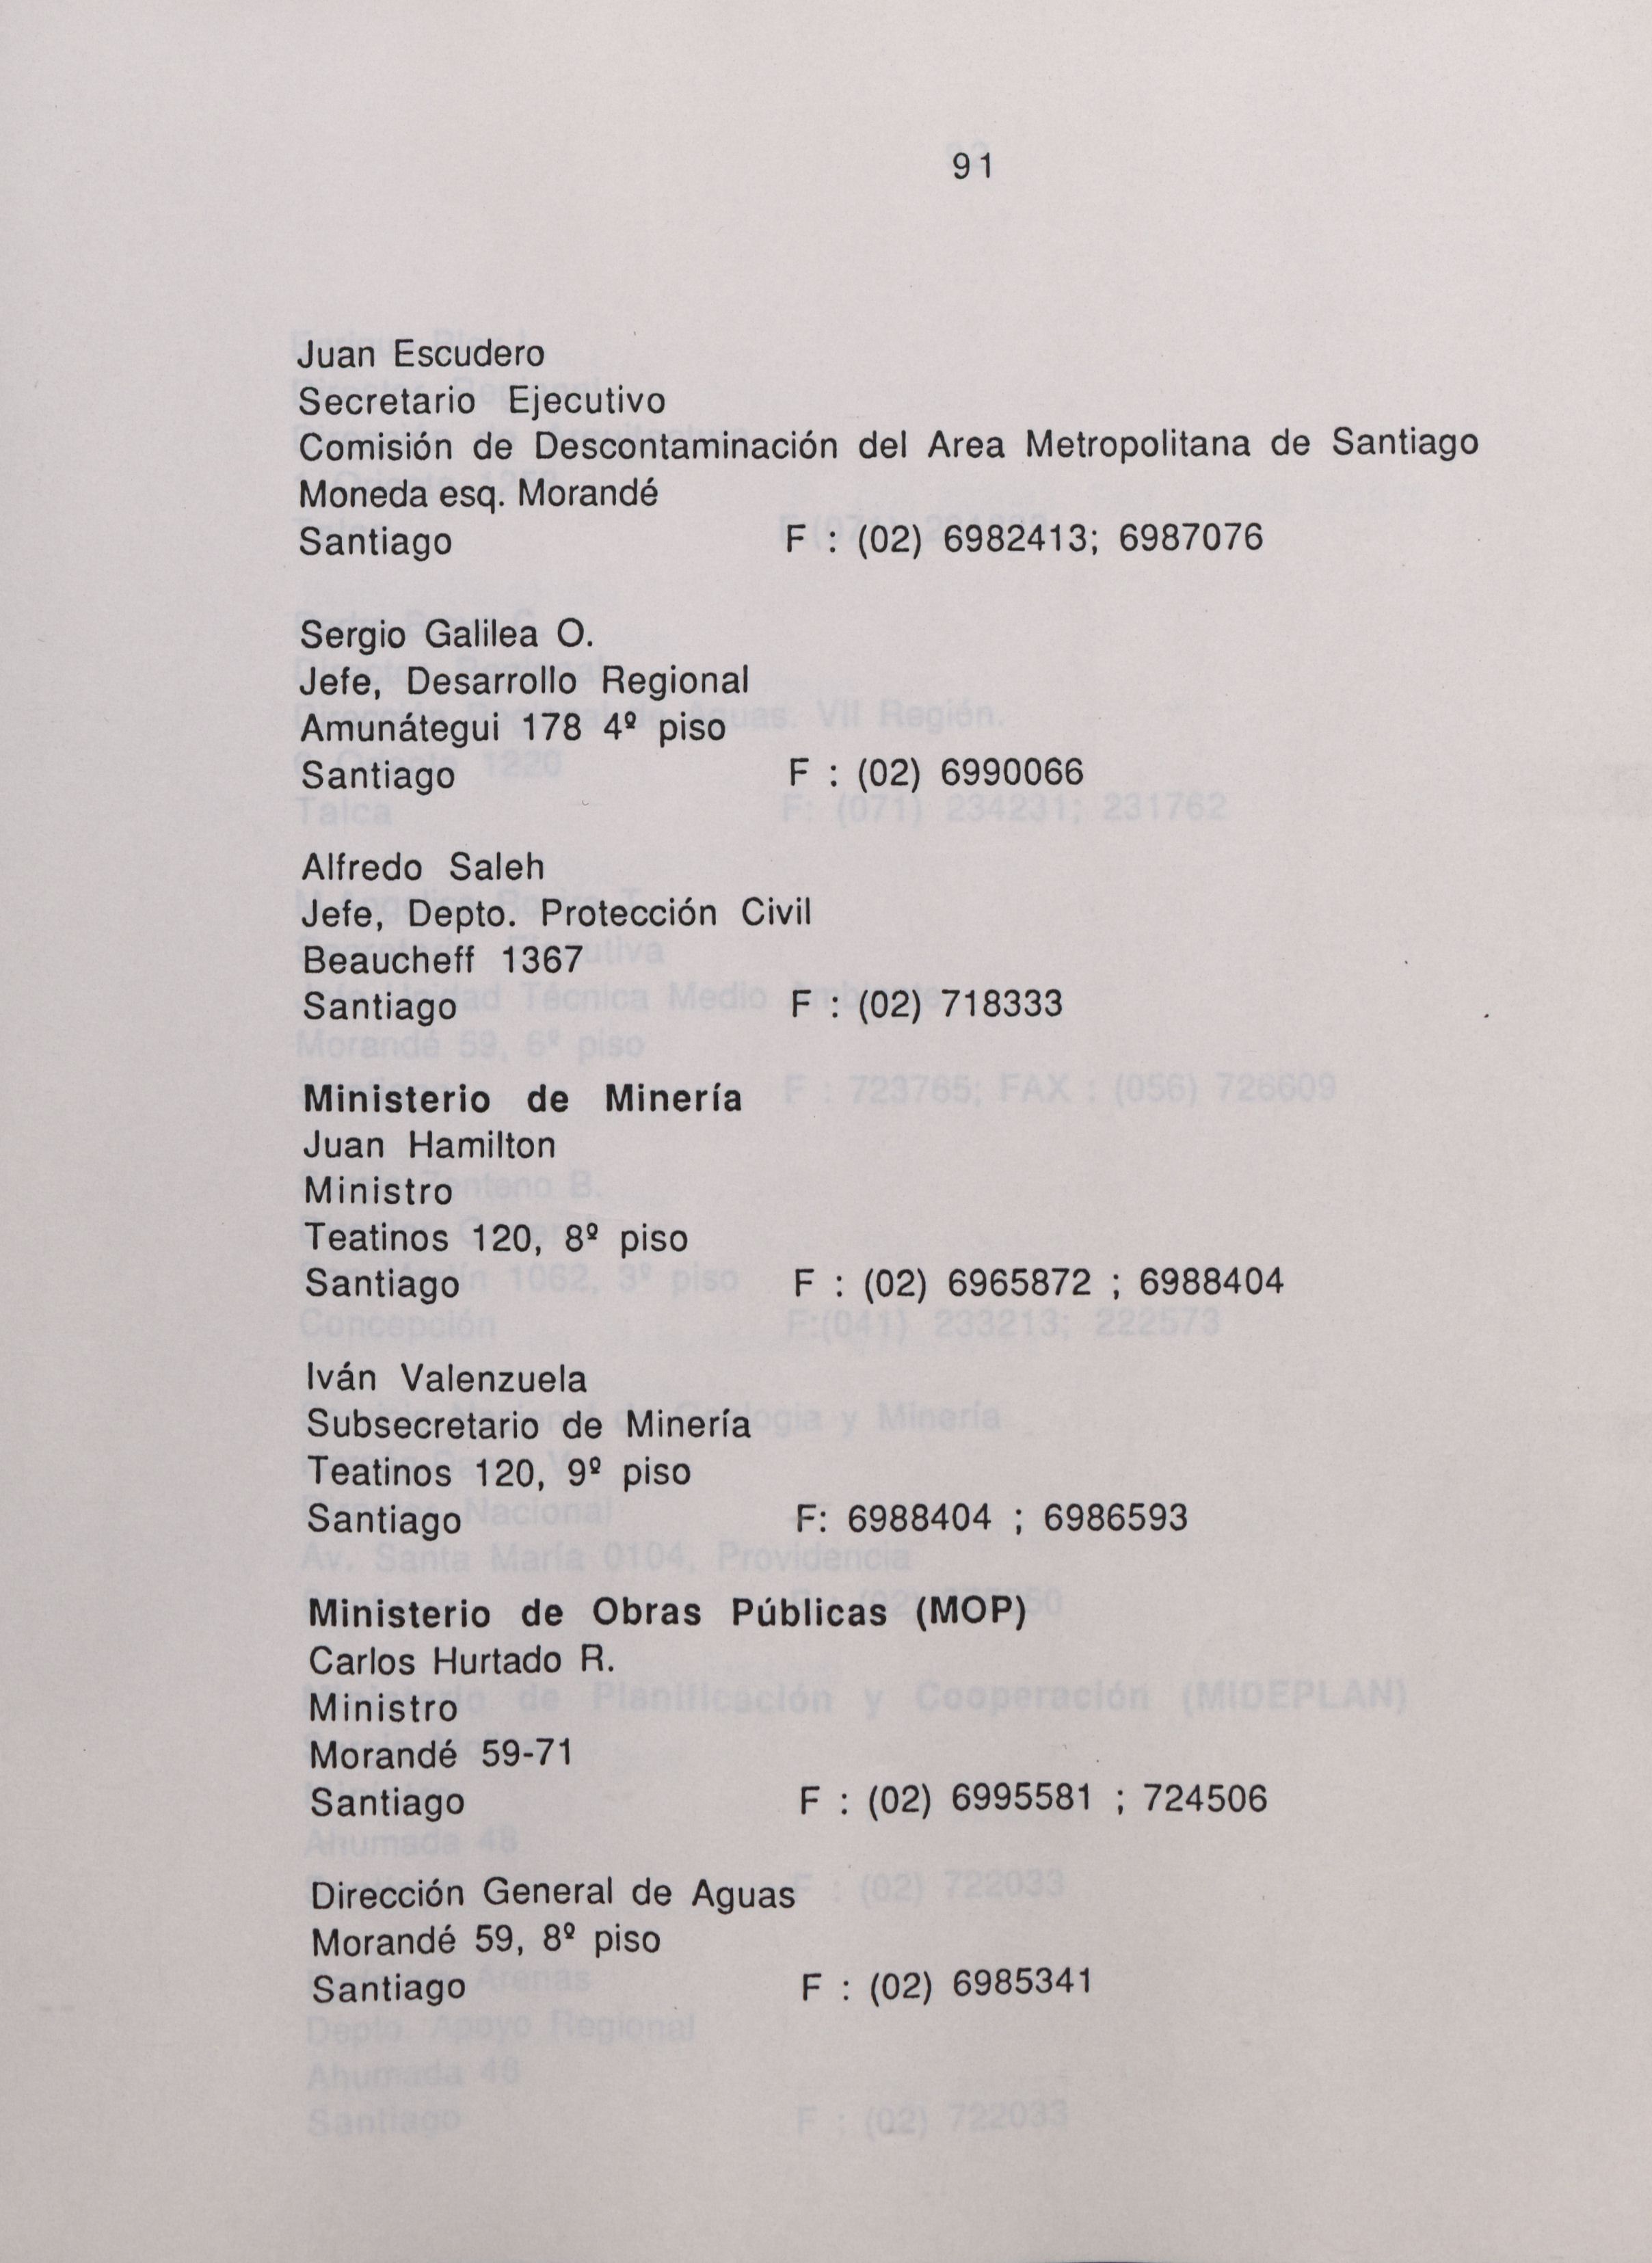 91
Juan Escudero
Secretario Ejecutivo
Comisión de Descontaminación del Area Metropolitana de Santiago
Moneda esq. Morandé
Santiago F : (02) 6982413; 6987076
Sergio Galilea O.
Jefe, Desarrollo Regional
Amunátegui 178 4º piso
Santiago F : (02) 6990066
Alfredo Saleh
Jefe, Depto. Protección Civil
Beaucheff 1367
Santiago F : (02) 718333
Ministerio de Minería
Juan Hamilton
Ministro
Teatinos 120, 8º piso
Santiago F : (02) 6965872 ; 6988404
Iván Valenzuela
Subsecretario de Minería
Teatinos 120, 9º piso
Santiago F: 6988404 ; 6986593
Ministerio de Obras Públicas (MOP)
Carlos Hurtado R.
Ministro
Morandé 59-71
Santiago F : (02) 6995581 ; 724506
Dirección General de Aguas
Morandé 59, 8º piso
Santiago F : (02) 6985341